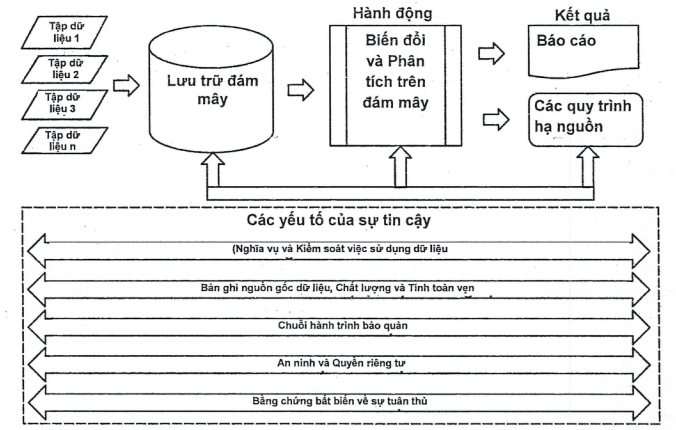 Tập dữ
liệu 1
Tập dữ
liệu 2
Tập dữ
liệu 3
Tập dữ
liệu n
Lưu trữ đám
mây
Hành động
Biến đổi
và Phân
tích trên
đám mây
Kết quả
Báo cáo
Các quy trình
hạ nguồn
Các yếu tố của sự tin cậy
(Nghĩa vụ và Kiểm soát việc sử dụng dữ liệu
Bản ghi nguồn gốc dữ liệu, Chất lượng và Tính toàn vẹn
Chuỗi hành trình bảo quản
An ninh và Quyền riêng tư
Bằng chứng bất biến về sự tuân thủ